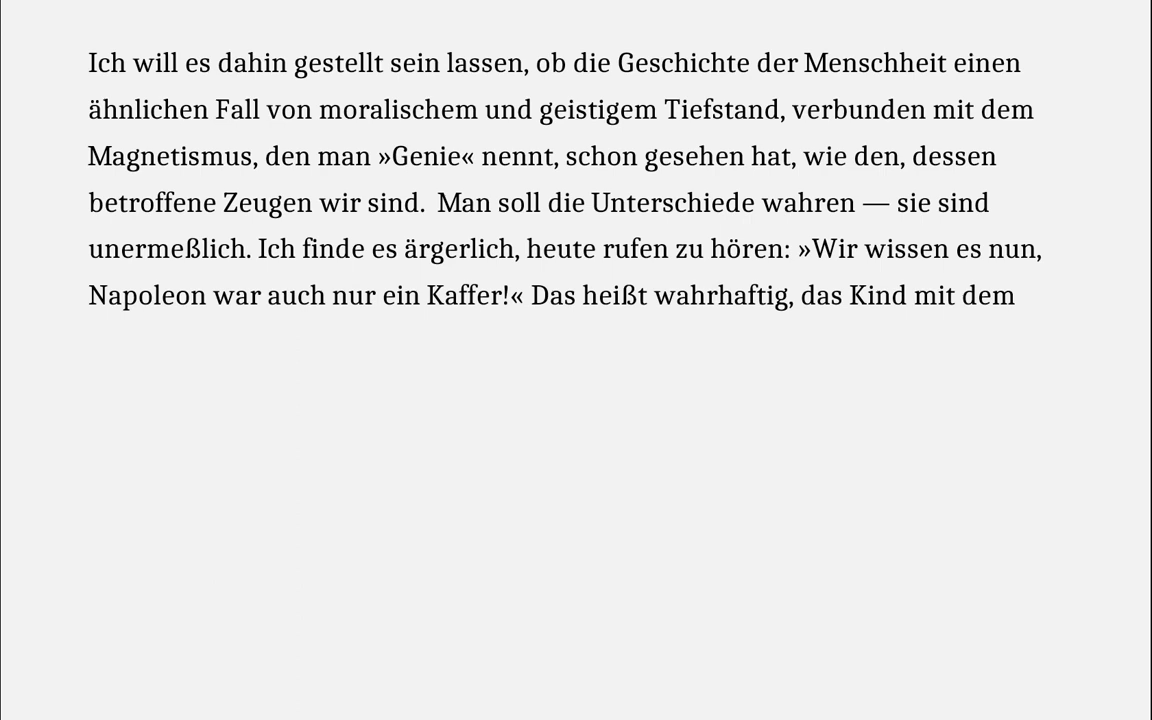 Ich will es dahin gestellt sein lassen, ob die Geschichte der Menschheit einen
ähnlichen Fall von moralischem und geistigem Tiefstand, verbunden mit dem
Magnetismus, den man »Genie« nennt, schon gesehen hat, wie den, dessen
betroffene Zeugen wir sind.  Man soll die Unterschiede wahren — sie sind
unermeßlich. Ich finde es ärgerlich, heute rufen zu hören: »Wir wissen es nun,
Napoleon war auch nur ein Kaffer!« Das heißt wahrhaftig, das Kind mit dem